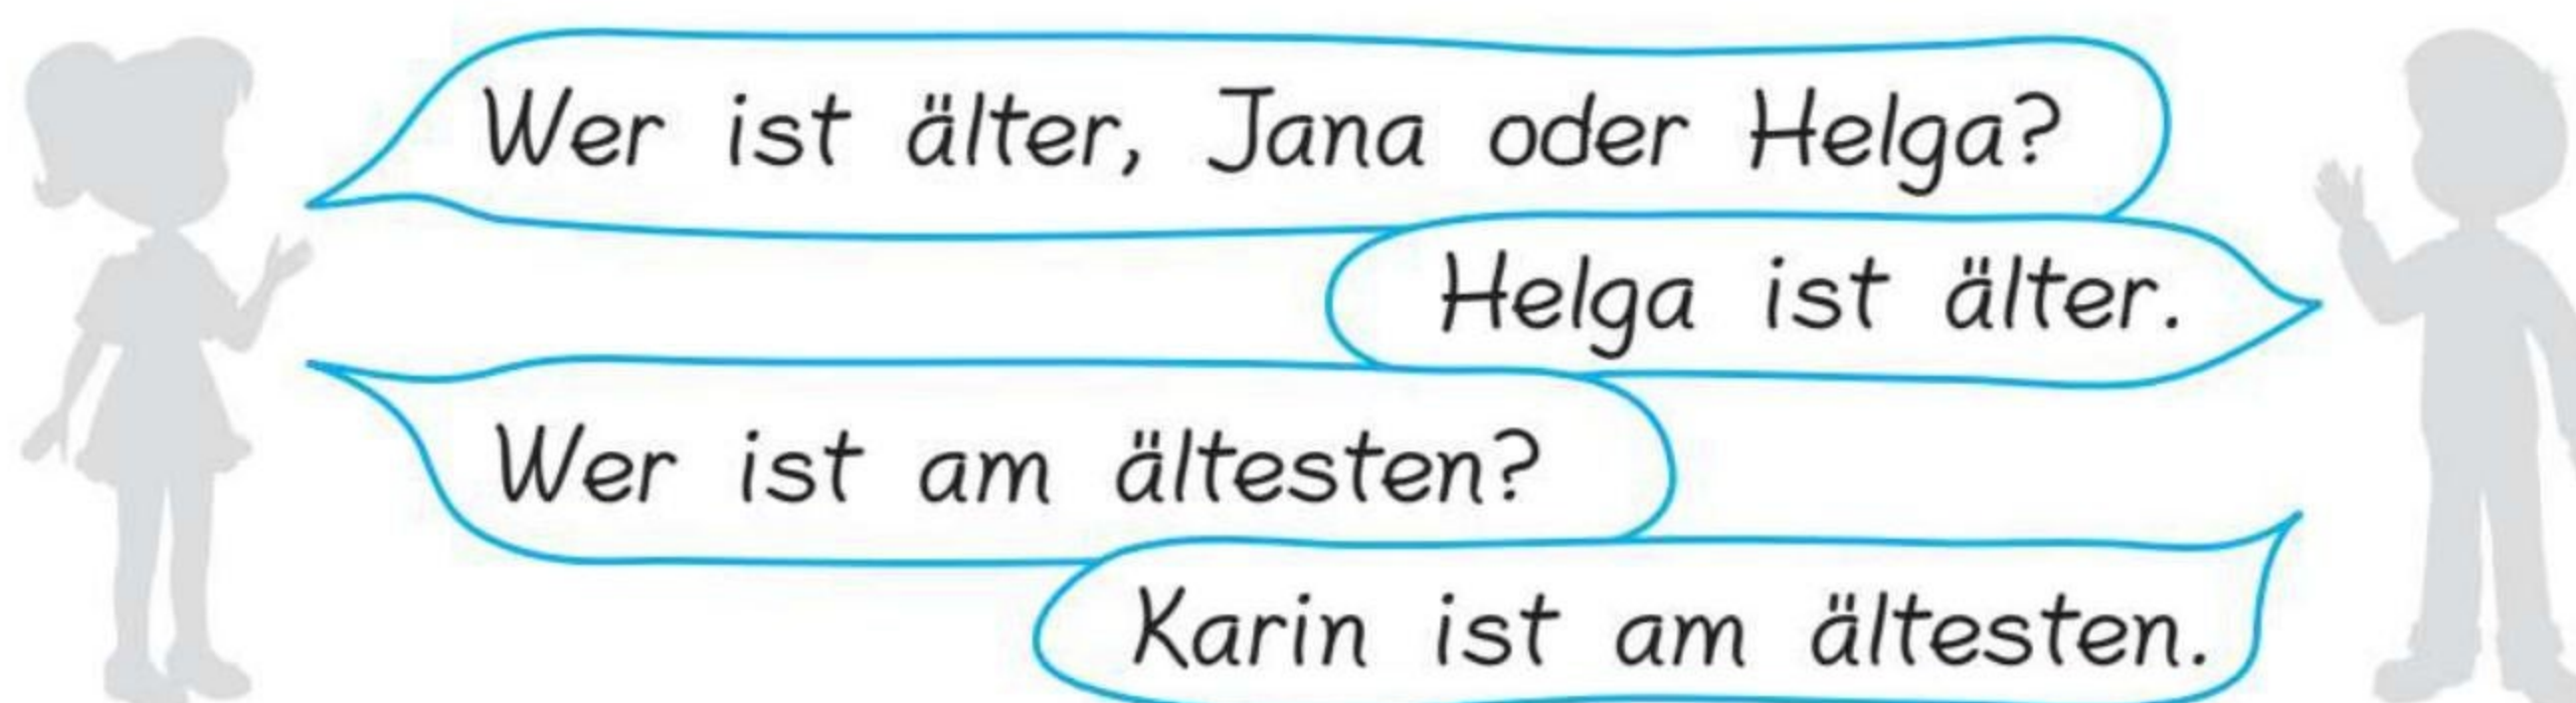 Wer ist älter, Jana oder Helga?
Helga ist älter.
Wer ist am ältesten?
Karin ist am ältesten.